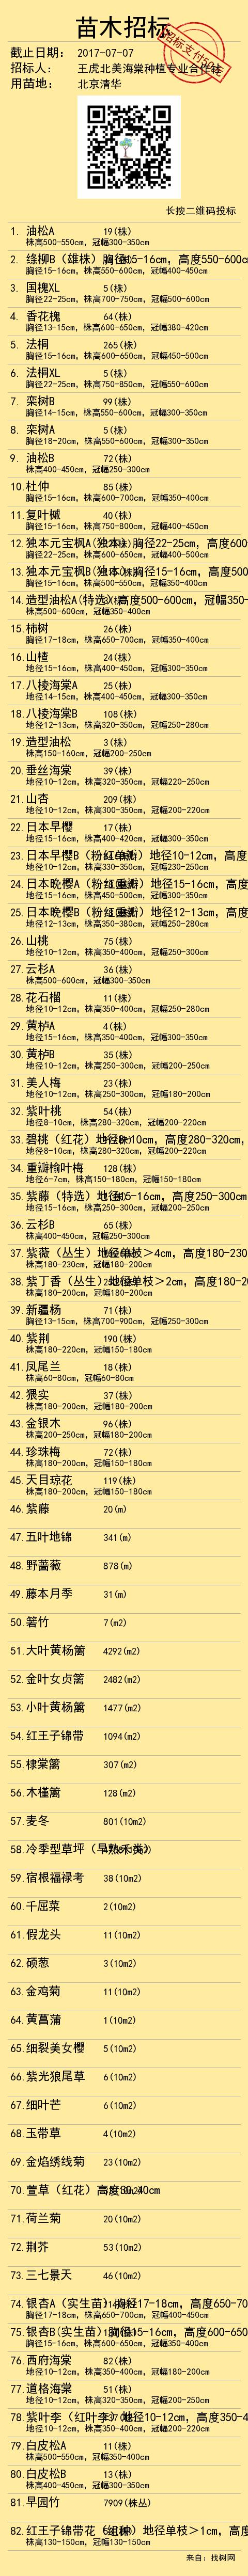 苗木招标
招标支付50%
截止日期: 2017-07-07
招标人: 王虎北美海棠种植专业合作社
用苗地: 北京清华
长按二维码投标
1. 油松A 19(株)
株高500-550cm, 冠幅300-350cm
2. 绦柳B(雄株)胸径15-16cm, 高度550-600cm
胸径15-16cm, 株高550-600cm, 冠幅400-450cm
3. 国槐XL 5(株)
胸径22-25cm, 株高700-750cm, 冠幅500-600cm
4. 香花槐 64(株)
胸径13-15cm, 株高600-650cm, 冠幅380-420cm
5. 法桐 265(株)
胸径15-16cm, 株高600-650cm, 冠幅450-500cm
6. 法桐XL 5(株)
胸径22-25cm, 株高750-850cm, 冠幅550-600cm
7. 栾树B 99(株)
胸径14-15cm, 株高550-600cm, 冠幅300-350cm
8. 栾树A 5(株)
胸径18-20cm, 株高550-600cm, 冠幅300-350cm
9. 油松B 72(株)
株高400-450cm, 冠幅250-300cm
10. 杜仲 85(株)
胸径15-16cm, 株高600-700cm, 冠幅350-400cm
11. 复叶槭 40(株)
胸径15-16cm, 株高750-800cm, 冠幅400-450cm
12. 独本元宝枫A(独本)胸径22-25cm, 高度600-
胸径22-25cm, 株高600-650cm, 冠幅400-500cm
13. 独本元宝枫B(独本)胸径15-16cm, 高度500
胸径15-16cm, 株高500-550cm, 冠幅350-400cm
14. 造型油松A(特选)高度500-600cm, 冠幅350-
株高500-600cm, 冠幅350-400cm
15. 柿树 26(株)
胸径17-18cm, 株高650-700cm, 冠幅350-400cm
16. 山楂 24(株)
地径15-16cm, 株高400-450cm, 冠幅300-350cm
17. 八棱海棠A 25(株)
地径14-15cm, 株高400-450cm, 冠幅300-350cm
18. 八棱海棠B 108(株)
地径12-13cm, 株高320-350cm, 冠幅250-280cm
19. 造型油松 3(株)
株高150-160cm, 冠幅200-250cm
20. 垂丝海棠 39(株)
地径10-12cm, 株高320-350cm, 冠幅220-250cm
21. 山杏 209(株)
地径10-12cm, 株高300-350cm, 冠幅200-220cm
22. 日本早樱 17(株)
地径15-16cm, 株高400-420cm, 冠幅300-350cm
23. 日本早樱B(粉红单瓣)地径10-12cm, 高度
地径10-12cm, 株高330-350cm, 冠幅230-250cm
24. 日本晚樱A(粉红重瓣)地径15-16cm, 高度
地径15-16cm, 株高450-500cm, 冠幅300-350cm
25. 日本晚樱B(粉红重瓣)地径12-13cm, 高度
地径12-13cm, 株高350-380cm, 冠幅250-280cm
26. 山桃 75(株)
地径10-12cm, 株高350-400cm, 冠幅250-300cm
27. 云杉A 36(株)
株高500-600cm, 冠幅300-350cm
28. 花石榴 11(株)
地径10-12cm, 株高350-400cm, 冠幅250-280cm
29. 黄栌A 4(株)
地径15-16cm, 株高350-400cm, 冠幅300-350cm
30. 黄栌B 35(株)
地径10-12cm, 株高250-300cm, 冠幅200-250cm
31. 美人梅 23(株)
地径10-12cm, 株高250-300cm, 冠幅180-200cm
32. 紫叶桃 54(株)
地径8-10cm, 株高280-320cm, 冠幅200-220cm
33. 碧桃(红花)地径8-10cm, 高度280-320cm,
地径8-10cm, 株高280-320cm, 冠幅200-220cm
34. 重瓣榆叶梅 128(株)
地径6-7cm, 株高150-180cm, 冠幅150-180cm
35. 紫藤(特选)地径15-16cm, 高度250-300cm
地径15-16cm, 株高250-300cm, 冠幅200-250cm
36. 云杉B 65(株)
株高400-450cm, 冠幅250-300cm
37. 紫薇(丛生)地径单枝>4cm, 高度180-230
株高180-230cm, 冠幅180-200cm
38. 紫丁香(丛生)地径单枝>2cm, 高度180-20
株高180-200cm, 冠幅180-200cm
39. 新疆杨 71(株)
胸径13-15cm, 株高700-900cm, 冠幅250-300cm
40. 紫荆 190(株)
株高180-220cm, 冠幅150-180cm
41. 凤尾兰 18(株)
株高60-80cm, 冠幅60-80cm
42. 猥实 37(株)
株高180-200cm, 冠幅180-200cm
43. 金银木 96(株)
株高200-250cm, 冠幅180-200cm
44. 珍珠梅 72(株)
株高180-200cm, 冠幅150-180cm
45. 天目琼花 119(株)
株高180-200cm, 冠幅150-180cm
46. 紫藤 20(m)
47. 五叶地锦 341(m)
48. 野蔷薇 878(m)
49. 藤本月季 31(m)
50. 箬竹 7(m2)
51. 大叶黄杨篱 4292(m2)
52. 金叶女贞篱 2482(m2)
53. 小叶黄杨篱 1477(m2)
54. 红王子锦带 1094(m2)
55. 棣棠篱 307(m2)
56. 木槿篱 128(m2)
57. 麦冬 801(10m2)
58. 冷季型草坪(早熟禾类)
59. 宿根福禄考 38(10m2)
60. 千屈菜 2(10m2)
61. 假龙头 11(10m2)
62. 硕葱 3(10m2)
63. 金鸡菊 11(10m2)
64. 黄菖蒲 1(10m2)
65. 细裂美女樱 5(10m2)
66. 紫光狼尾草 6(10m2)
67. 细叶芒 6(10m2)
68. 玉带草 4(10m2)
69. 金焰绣线菊 23(10m2)
70. 萱草(红花)高度30,40cm
71. 荷兰菊 20(10m2)
72. 荆芥 53(10m2)
73. 三七景天 46(10m2)
74. 银杏A(实生苗)胸径17-18cm, 高度650-70
胸径17-18cm, 株高650-700cm, 冠幅400-450cm
75. 银杏B(实生苗)胸径15-16cm, 高度600-650
胸径15-16cm, 株高600-650cm, 冠幅350-400cm
76. 西府海棠 82(株)
地径10-12cm, 株高350-400cm, 冠幅180-200cm
77. 道格海棠 51(株)
地径10-12cm, 株高320-350cm, 冠幅200-250cm
78. 紫叶李(红叶李)地径10-12cm, 高度350-4
地径10-12cm, 株高350-400cm, 冠幅200-220cm
79. 白皮松A 11(株)
株高500-550cm, 冠幅350-400cm
80. 白皮松B 13(株)
株高400-450cm, 冠幅300-350cm
81. 早园竹 7909(株丛)
82. 红王子锦带花(组种)地径单枝>1cm, 高度
株高130-150cm, 冠幅130-150cm
来自: 找树网